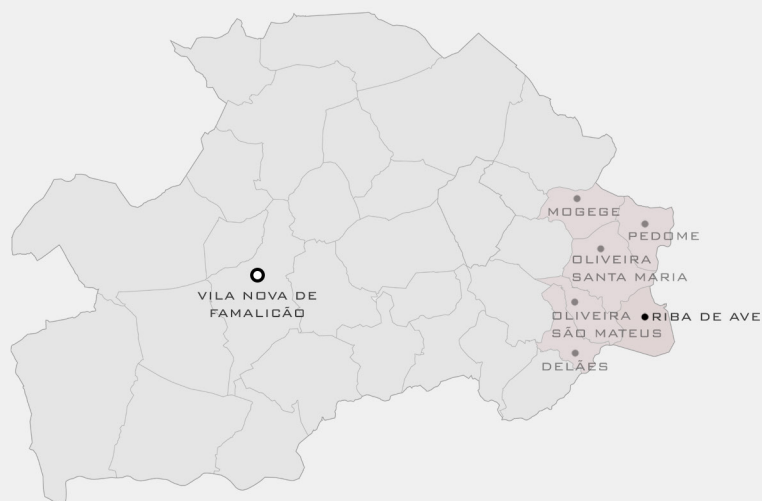 MOGEGE
PEDOME
OLIVEIRA
SANTA MARIA
VILA NOVA DE
FAMALICÃO
OLIVEIRA
SÃO MATEUS
RIBA DE AVE
DELÃES